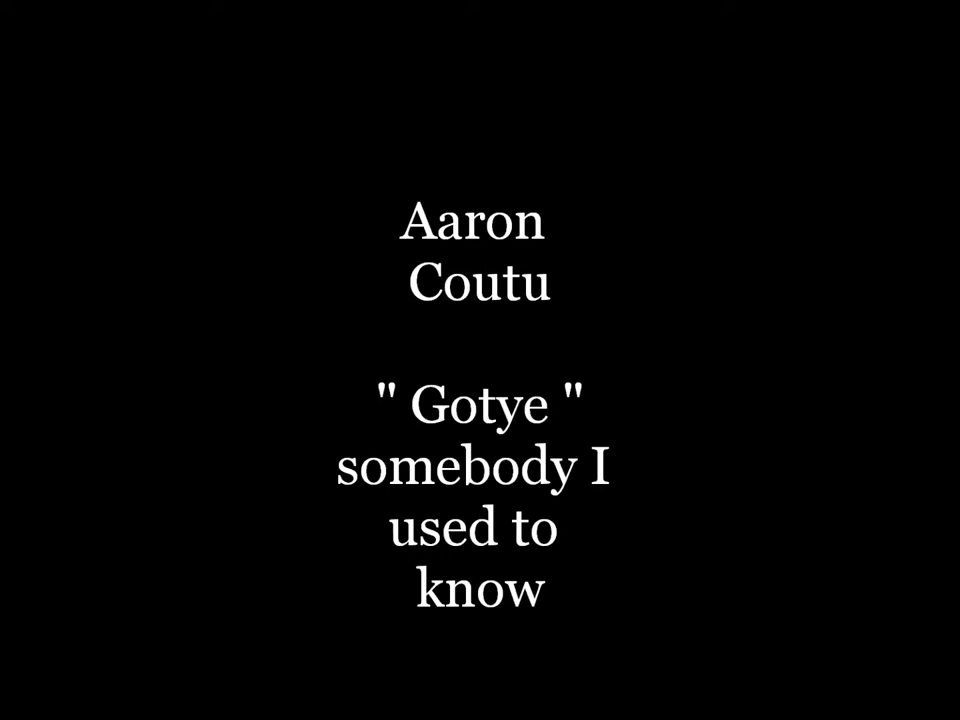 Aaron
Coutu
" Gotye "
somebody I
used to
know